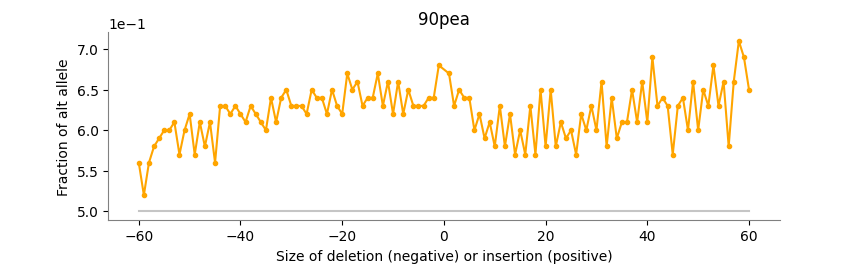 90pea
1e−1
7.0
6.5
6.0
5.5
5.0
Fraction of alt allele
−60 −40 −20 0 20 40 60
Size of deletion (negative) or insertion (positive)